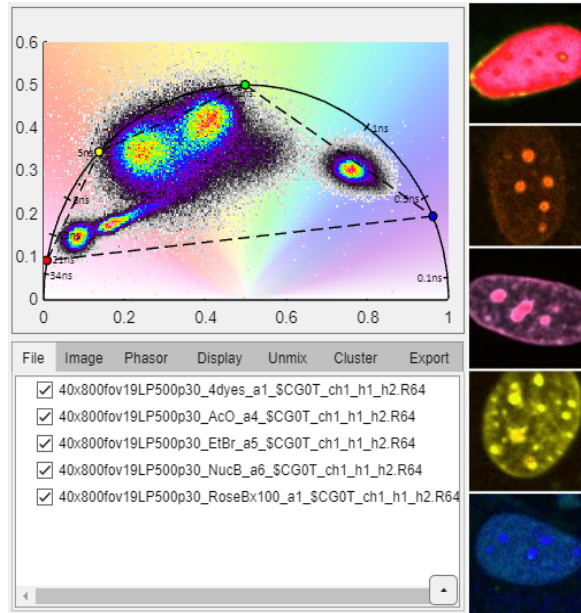 0.6
0.5
0.4
0.3
0.2
0.1
0
1ns
5ns
0.5ns
21ns
34ns
0.1ns
0 0.2 0.4 0.6 0.8 1
File Image Phasor Display Unmix Cluster Export
40x800fov19LP500p30_4dyes_a1_$CG0T_ch1_h1_h2.R64
40x800fov19LP500p30_AcO_a4_$CG0T_ch1_h1_h2.R64
40x800fov19LP500p30_EtBr_a5_$CG0T_ch1_h1_h2.R64
40x800fov19LP500p30_NucB_a6_$CG0T_ch1_h1_h2.R64
40x800fov19LP500p30_RoseBx100_a1_$CG0T_ch1_h1_h2.R64